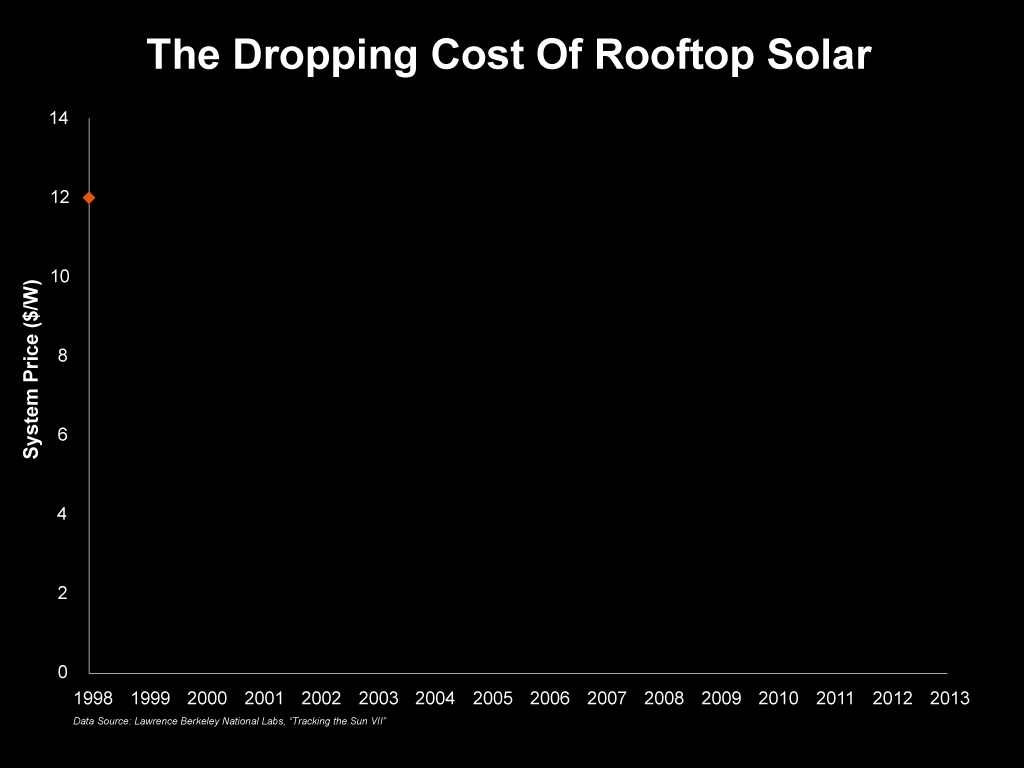 The Dropping Cost Of Rooftop Solar
14
12
10
8
6
4
2
0
System Price ($/W)
1998 1999 2000 2001 2002 2003 2004 2005 2006 2007 2008 2009 2010 2011 2012 2013
Data Source: Lawrence Berkeley National Labs, “Tracking the Sun VII”